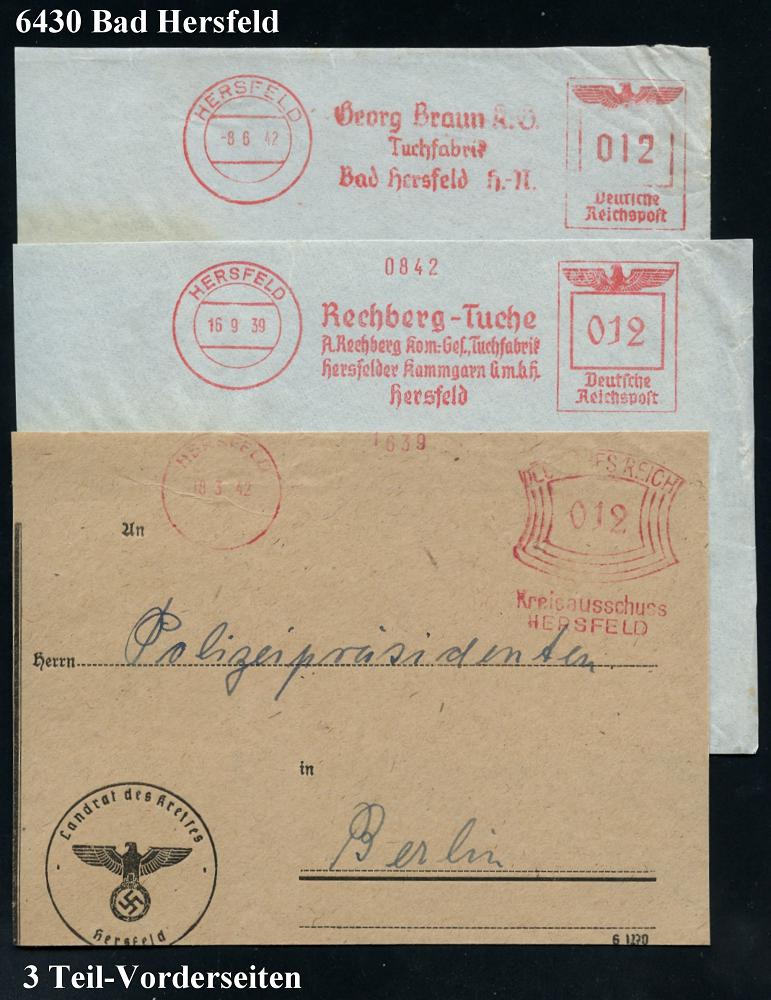 6430 Bad Hersfeld
HERSFELD
-8 6 42
Georg Braun K.G.
Tuchfabrik
Bad Hersfeld H.-N.
012
Deutsche
Reichspost
0842
HERSFELD
16 9 39
Rechberg-Tuche
A. Rechberg Kom.-Ges., Tuchfabrik
Hersfelder Kammgarn G.m.b.H.
Hersfeld
012
Deutsche
Reichspost
1639
HERSFELD
18 3 42
DEUTSCHES REICH
012
Kreisausschuss
HERSFELD
An
Herrn Polizeipräsidenten
in
Berlin
Landrat des Kreises
Hersfeld
3 Teil-Vorderseiten